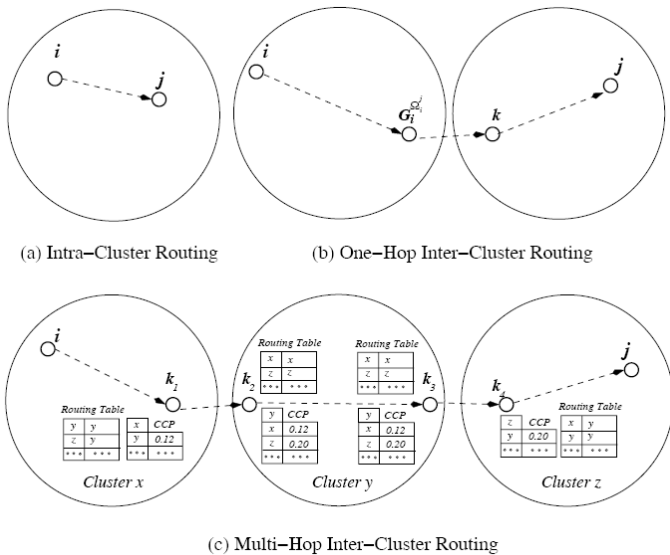 i
j
i
G_i^{Ω_i^j}
k
j
(a) Intra−Cluster Routing
(b) One−Hop Inter−Cluster Routing
i
k1
Routing Table
y y
z y
••• •••
x CCP
y 0.12
••• •••
Cluster x
k2
Routing Table
x x
z z
••• •••
y CCP
x 0.12
z 0.20
••• •••
Routing Table
x x
z z
••• •••
y CCP
x 0.12
z 0.20
••• •••
k3
Cluster y
k4
j
z CCP
y 0.20
••• •••
Routing Table
x y
y y
••• •••
Cluster z
(c) Multi−Hop Inter−Cluster Routing